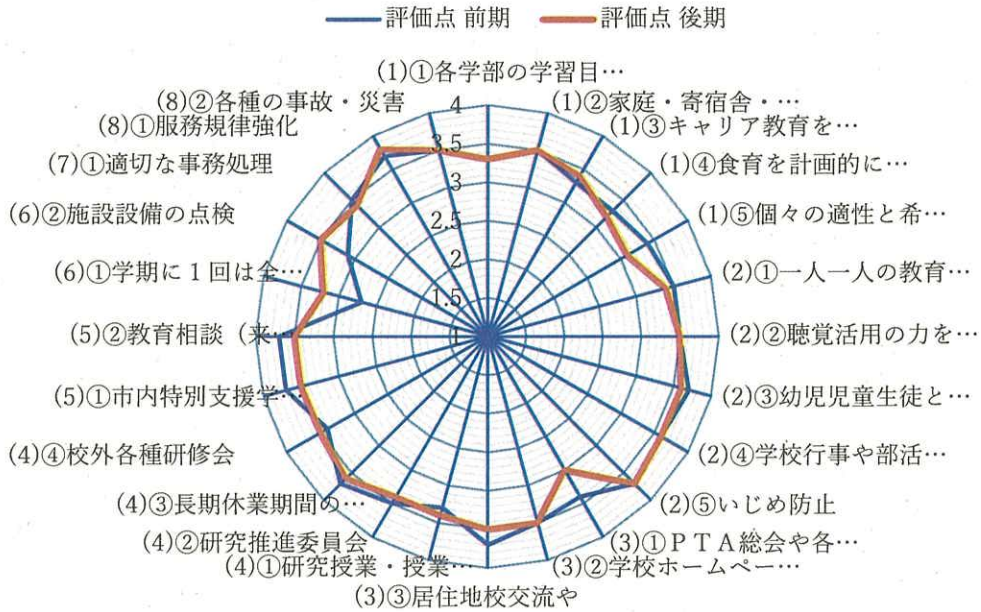 評価点 前期
評価点 後期
(1)①各学部の学習目…
(1)②家庭・寄宿舎・…
(1)③キャリア教育を…
(1)④食育を計画的に…
(1)⑤個々の適性と希…
(2)①一人一人の教育…
(2)②聴覚活用の力を…
(2)③幼児児童生徒と…
(2)④学校行事や部活…
(2)⑤いじめ防止
(3)①ＰＴＡ総会や各…
(3)②学校ホームペー…
(3)③居住地校交流や
(4)①研究授業・授業…
(4)②研究推進委員会
(4)③長期休業期間の…
(4)④校外各種研修会
(5)①市内特別支援学…
(5)②教育相談（来…
(6)①学期に１回は全…
(6)②施設設備の点検
(7)①適切な事務処理
(8)①服務規律強化
(8)②各種の事故・災害
4
3.5
3
2.5
2
1.5
1